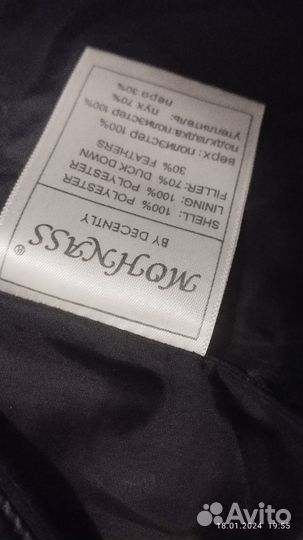 MOHNASS ®
BY DECENTLY
SHELL: 100% POLYESTER
LINING: 100% POLYESTER
FILLER: 70% DUCK DOWN
30% FEATHERS
верх: полиэстер 100%
подкладка:полиэстер 100%
утеплитель: пух 70%
перо 30%
18.01.2024 19:55
Avito